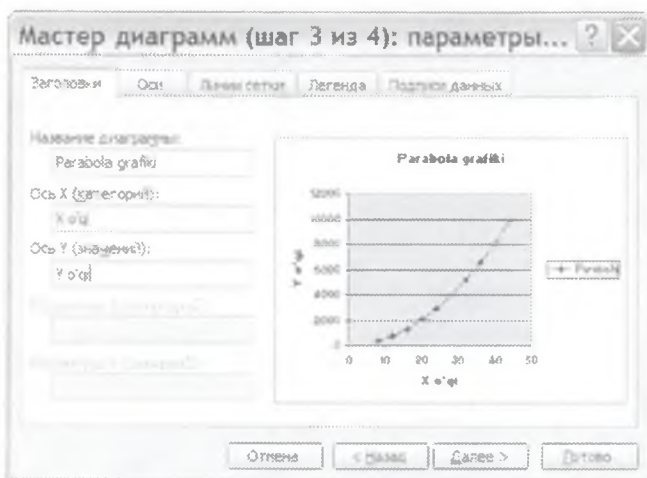 Мастер диаграмм (шаг 3 из 4): параметры...
Заголовки Оси Линии сетки Легенда Подписи данных
Название диаграммы:
Parabola grafiki
Ось X (категорий):
X o'qi
Ось Y (значений):
Y o'qi
Parabola grafiki
12000
10000
8000
6000
4000
2000
0
0 10 20 30 40 50
Y o'qi
X o'qi
Отмена < Назад Далее > Готово